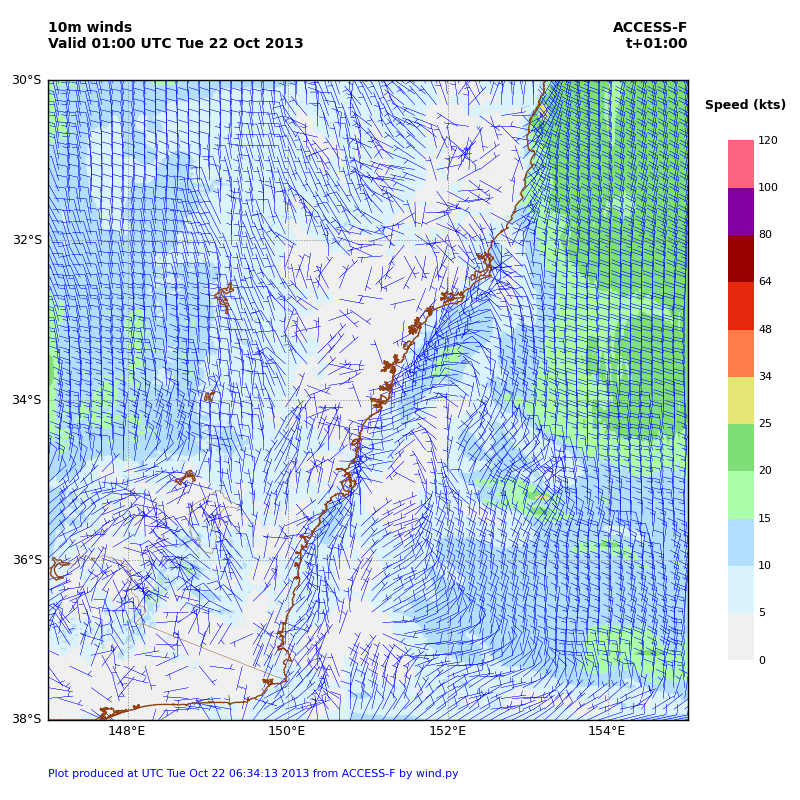 10m winds
ACCESS-F
Valid 01:00 UTC Tue 22 Oct 2013
t+01:00
30°S
32°S
34°S
36°S
38°S
148°E
150°E
152°E
154°E
Speed (kts)
120
100
80
64
48
34
25
20
15
10
5
0
Plot produced at UTC Tue Oct 22 06:34:13 2013 from ACCESS-F by wind.py